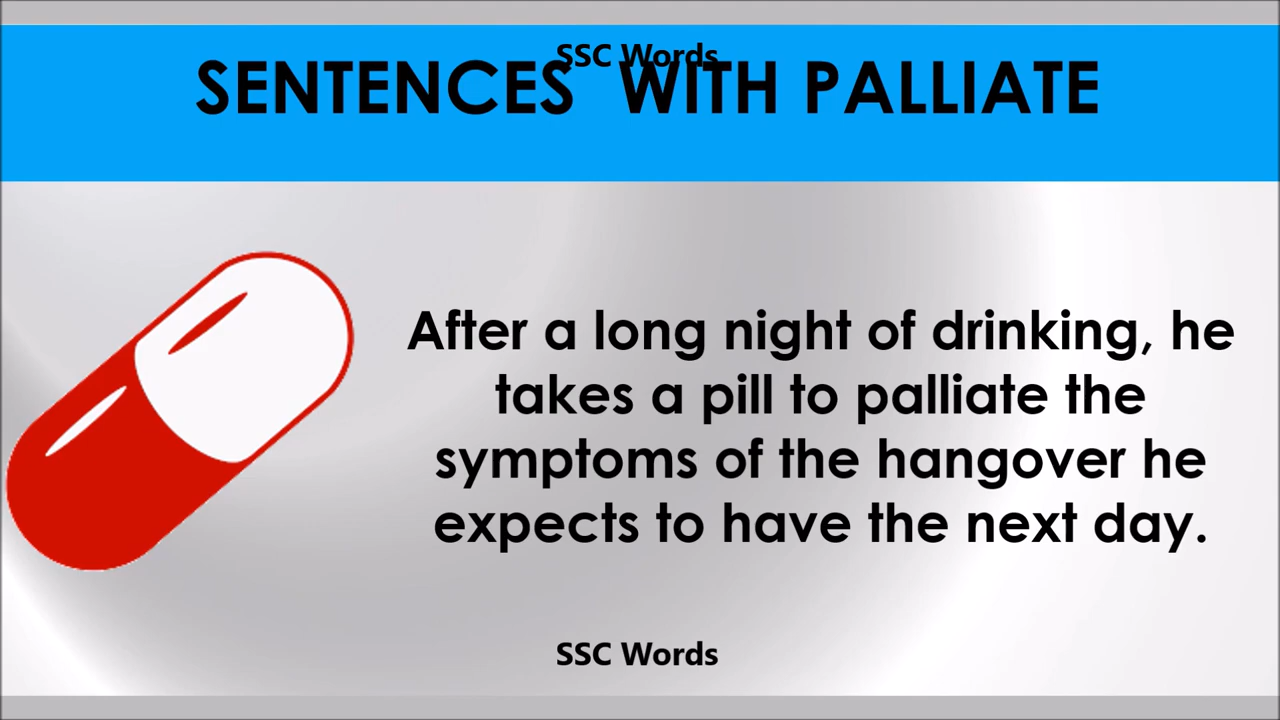 SSC Words
SENTENCES WITH PALLIATE
After a long night of drinking, he
takes a pill to palliate the
symptoms of the hangover he
expects to have the next day.
SSC Words